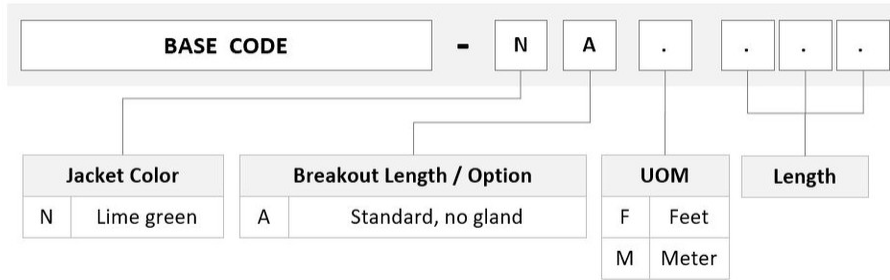 BASE CODE - N A . . . .
Jacket Color
N Lime green
Breakout Length / Option
A Standard, no gland
UOM
F Feet
M Meter
Length